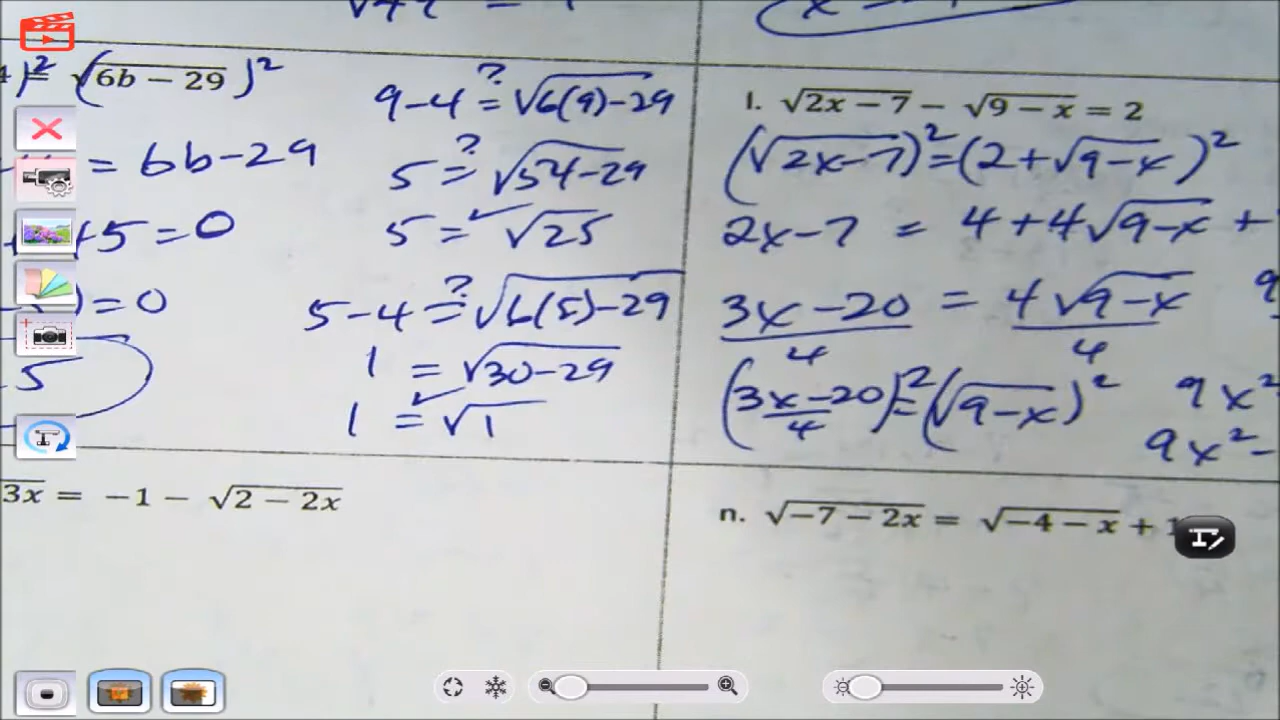 √(6b − 29))²
= 6b−29
+5=0
)=0
5
9−4 ≟ √6(9)−29
5 ≟ √54−29
5 = √25
5−4 ≟ √6(5)−29
1 = √30−29
1 = √1
l. √2x − 7 − √9 − x = 2
(√2x−7)² = (2+√9−x)²
2x−7 = 4+4√9−x +
3x−20 = 4√9−x
4 4
(3x−20/4)² = (√9−x)² 9x²
9x²−
3x = −1 − √2 − 2x
n. √−7 − 2x = √−4 − x + 1